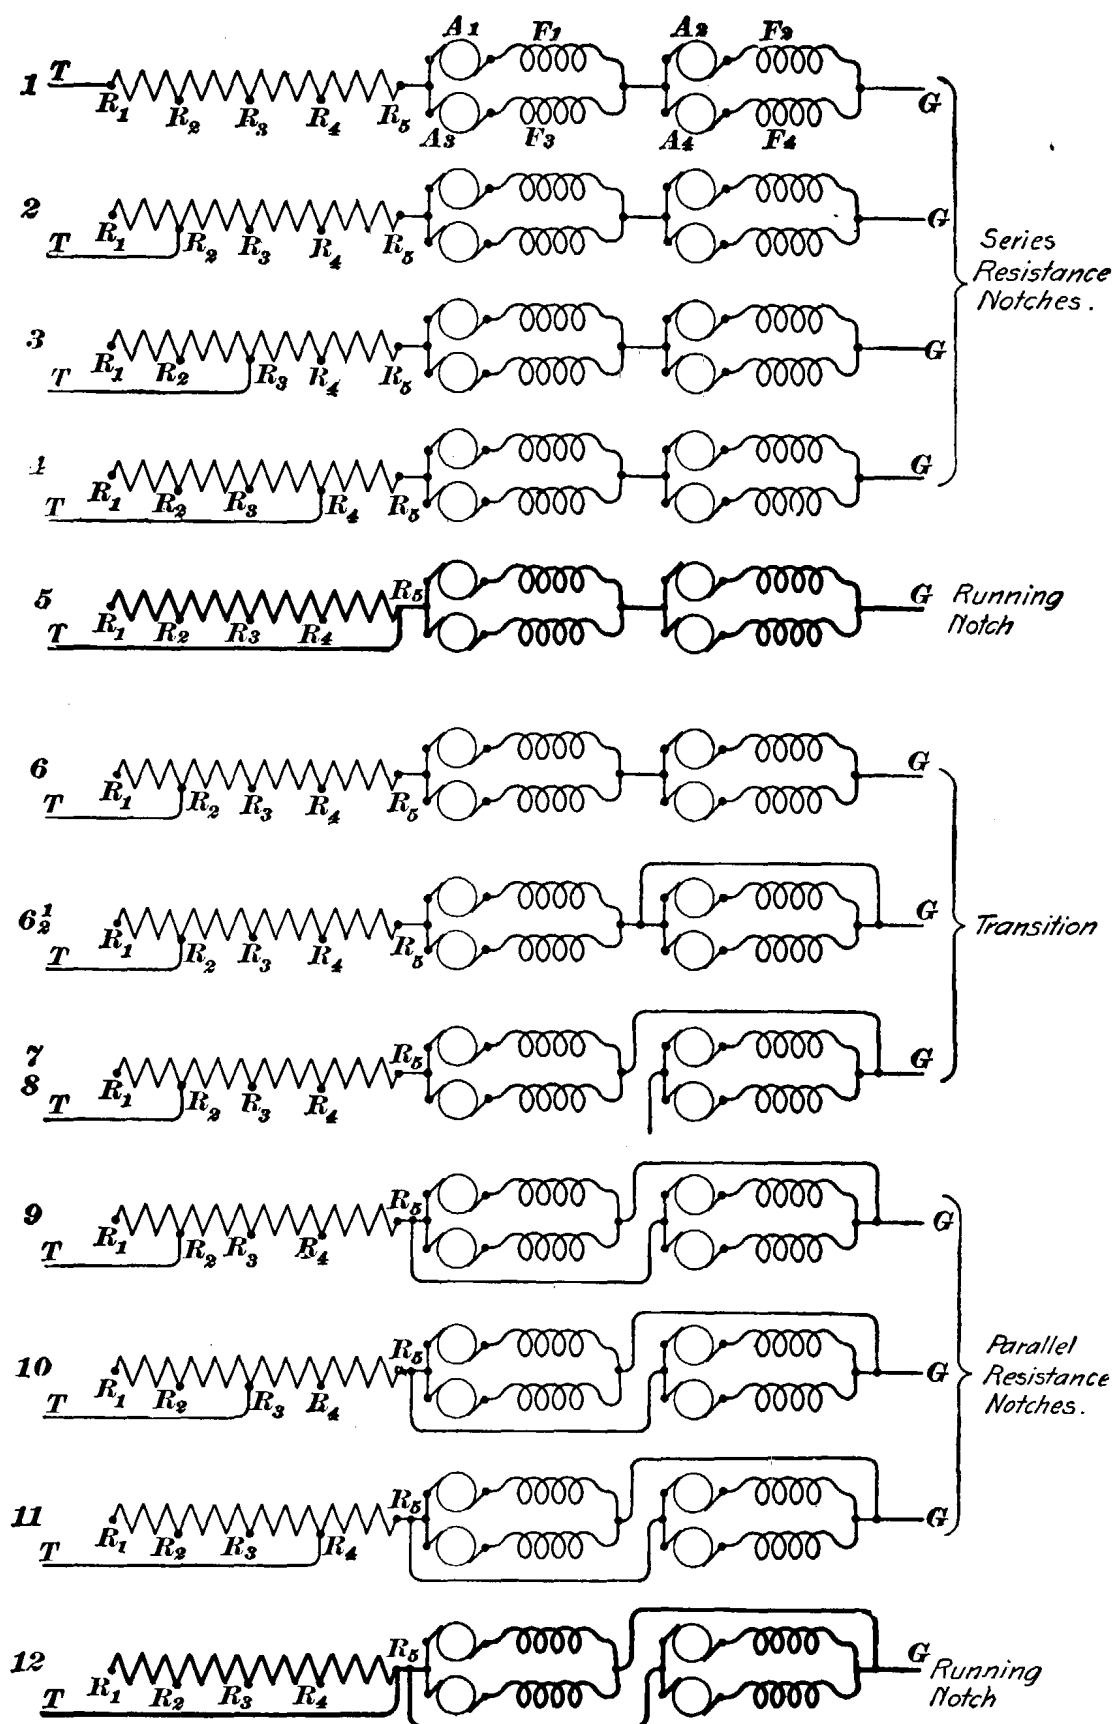 A1 F1 A2 F2
1 T R1 R2 R3 R4 R5 G
A3 F3 A4 F4
2 T R1 R2 R3 R4 R5 G
Series
Resistance
Notches.
3 T R1 R2 R3 R4 R5 G
4 T R1 R2 R3 R4 R5 G
5 T R1 R2 R3 R4 R5 G
Running
Notch
6 T R1 R2 R3 R4 R5 G
6½ T R1 R2 R3 R4 R5 G
Transition
7
8 T R1 R2 R3 R4 R5 G
9 T R1 R2 R3 R4 R5 G
10 T R1 R2 R3 R4 R5 G
Parallel
Resistance
Notches.
11 T R1 R2 R3 R4 R5 G
12 T R1 R2 R3 R4 R5 G
Running
Notch